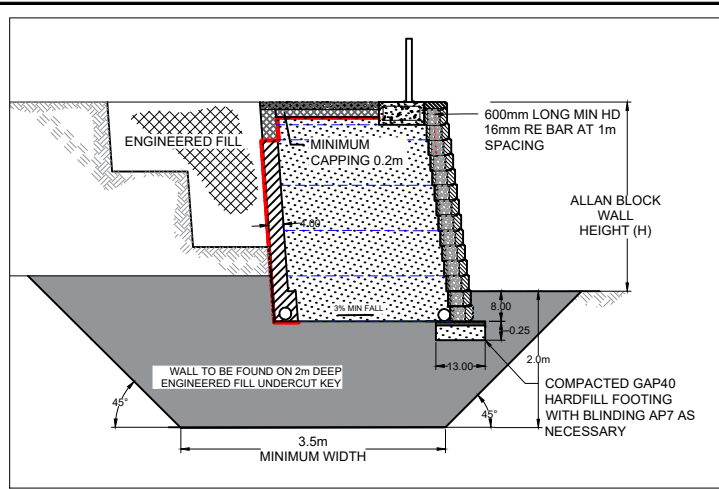 600mm LONG MIN HD
16mm RE BAR AT 1m
SPACING
ENGINEERED FILL
MINIMUM
CAPPING 0.2m
ALLAN BLOCK
WALL
HEIGHT (H)
4.00
3% MIN FALL
8.00
0.25
2.0m
13.00
WALL TO BE FOUND ON 2m DEEP
ENGINEERED FILL UNDERCUT KEY
COMPACTED GAP40
HARDFILL FOOTING
WITH BLINDING AP7 AS
NECESSARY
45°
45°
3.5m
MINIMUM WIDTH